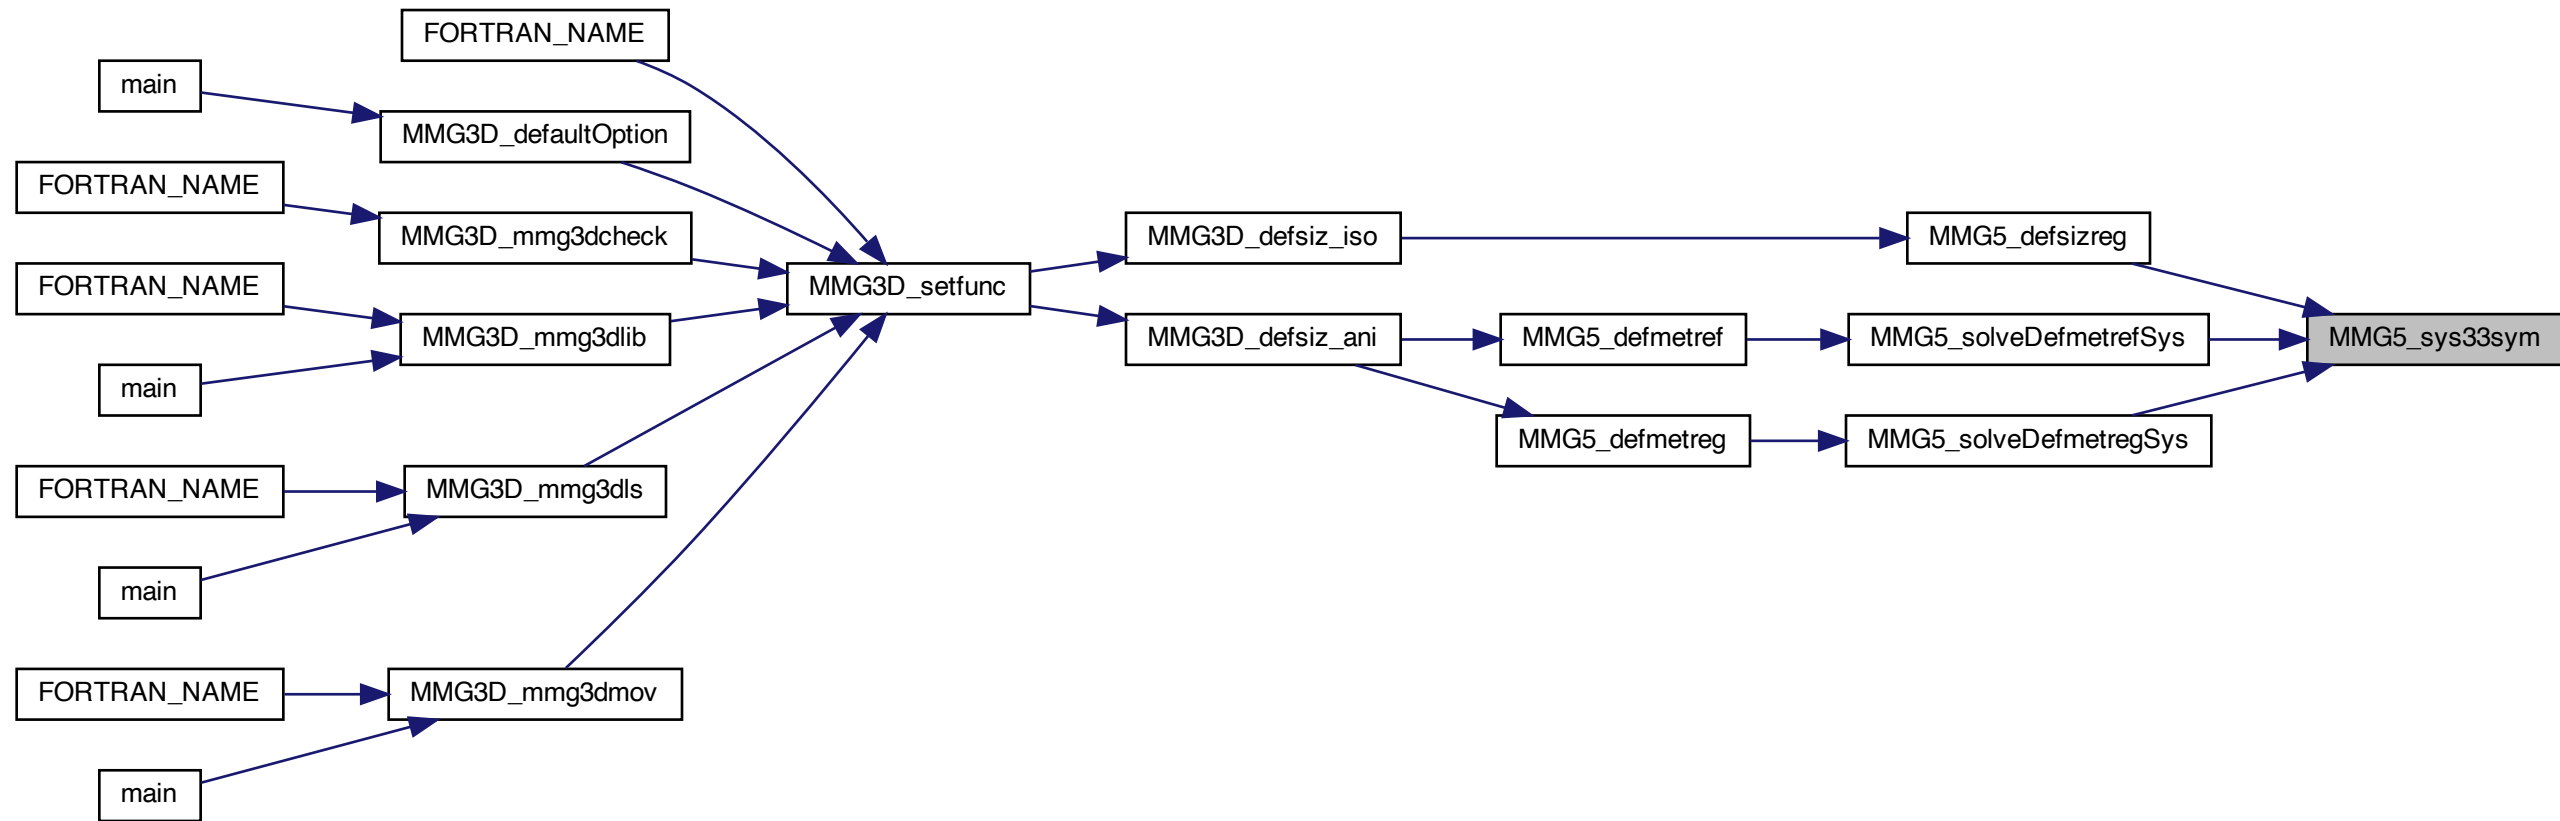 FORTRAN_NAME
main
MMG3D_defaultOption
FORTRAN_NAME
MMG3D_mmg3dcheck
MMG3D_defsiz_iso
MMG5_defsizreg
FORTRAN_NAME
MMG3D_setfunc
MMG3D_mmg3dlib
MMG3D_defsiz_ani
MMG5_defmetref
MMG5_solveDefmetrefSys
MMG5_sys33sym
main
MMG5_defmetreg
MMG5_solveDefmetregSys
FORTRAN_NAME
MMG3D_mmg3dls
main
FORTRAN_NAME
MMG3D_mmg3dmov
main